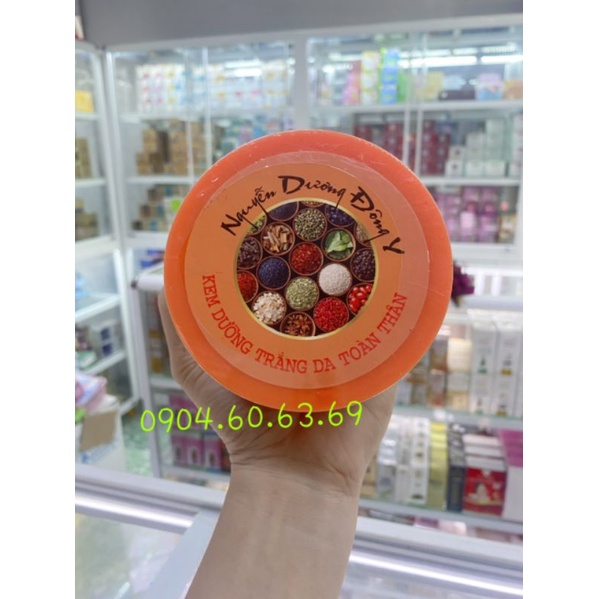 Nguyễn Dương Đông Y
KEM DƯỠNG TRẮNG DA TOÀN THÂN
0904.60.63.69